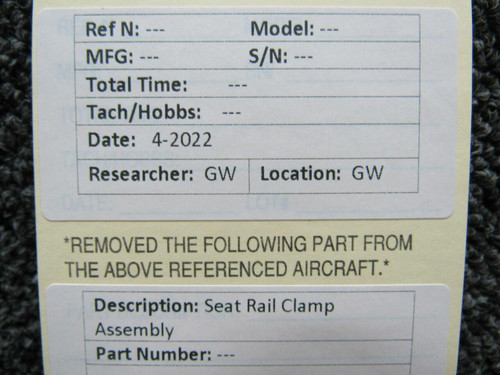 Ref N: --- Model: ---
MFG: --- S/N: ---
Total Time: ---
Tach/Hobbs: ---
Date: 4-2022
Researcher: GW Location: GW
*REMOVED THE FOLLOWING PART FROM
THE ABOVE REFERENCED AIRCRAFT.*
Description: Seat Rail Clamp
Assembly
Part Number: ---